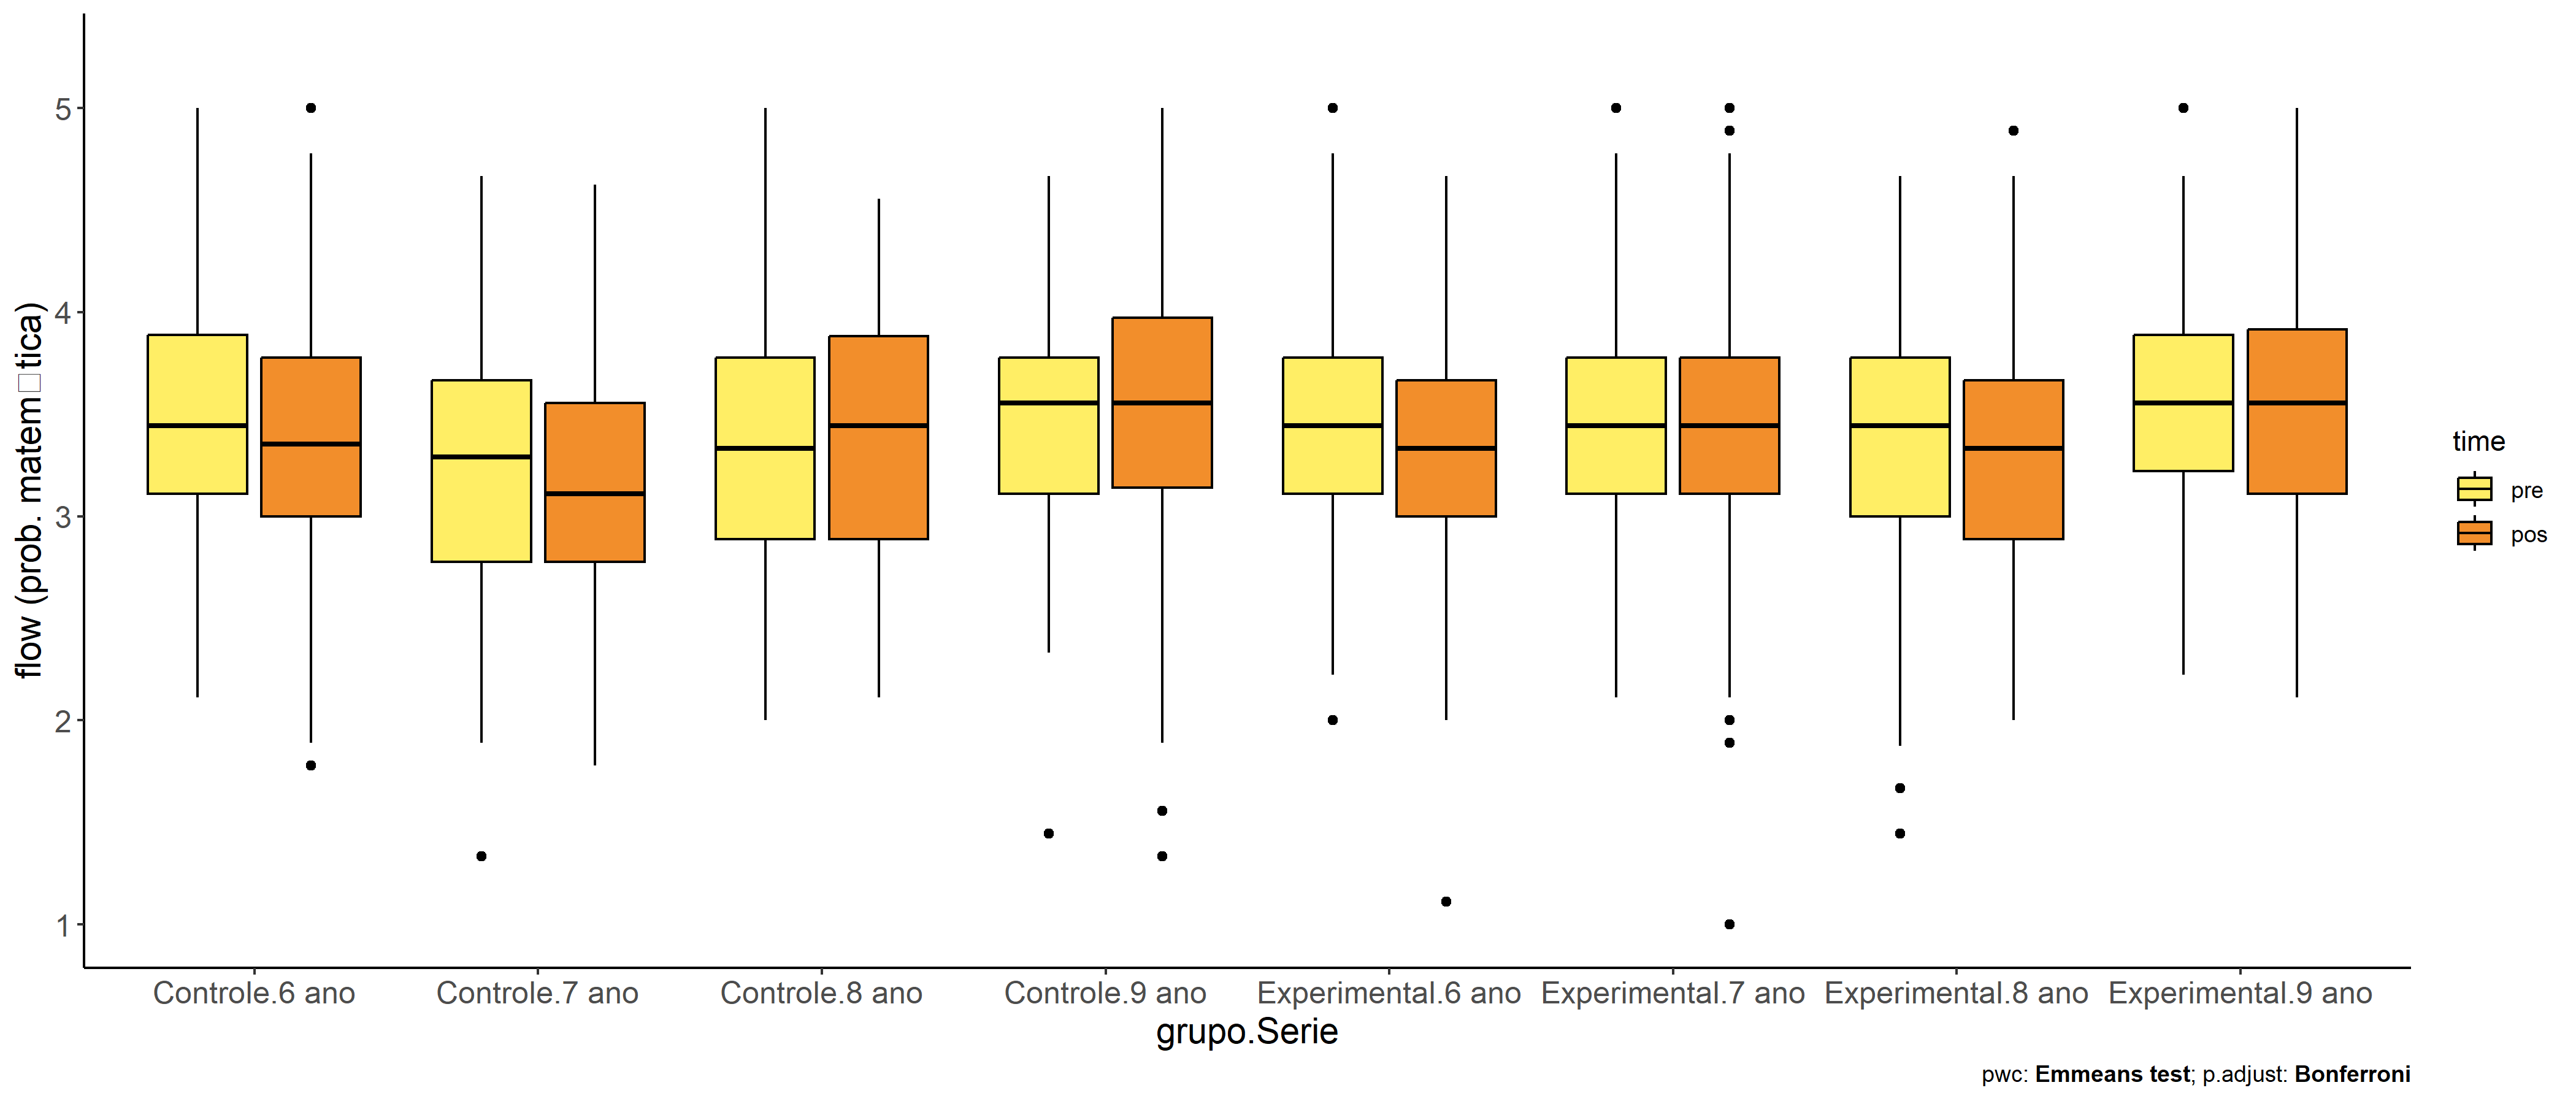 flow (prob. matem□tica)
5
4
3
2
1
Controle.6 ano
Controle.7 ano
Controle.8 ano
Controle.9 ano
Experimental.6 ano
Experimental.7 ano
Experimental.8 ano
Experimental.9 ano
grupo.Serie
time
pre
pos
pwc: Emmeans test; p.adjust: Bonferroni